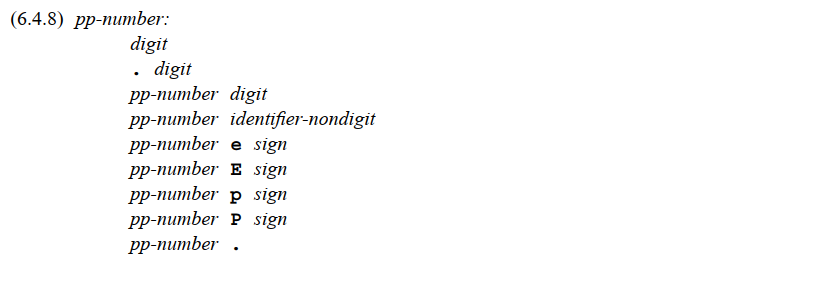 (6.4.8) pp-number:
digit
. digit
pp-number digit
pp-number identifier-nondigit
pp-number e sign
pp-number E sign
pp-number p sign
pp-number P sign
pp-number .